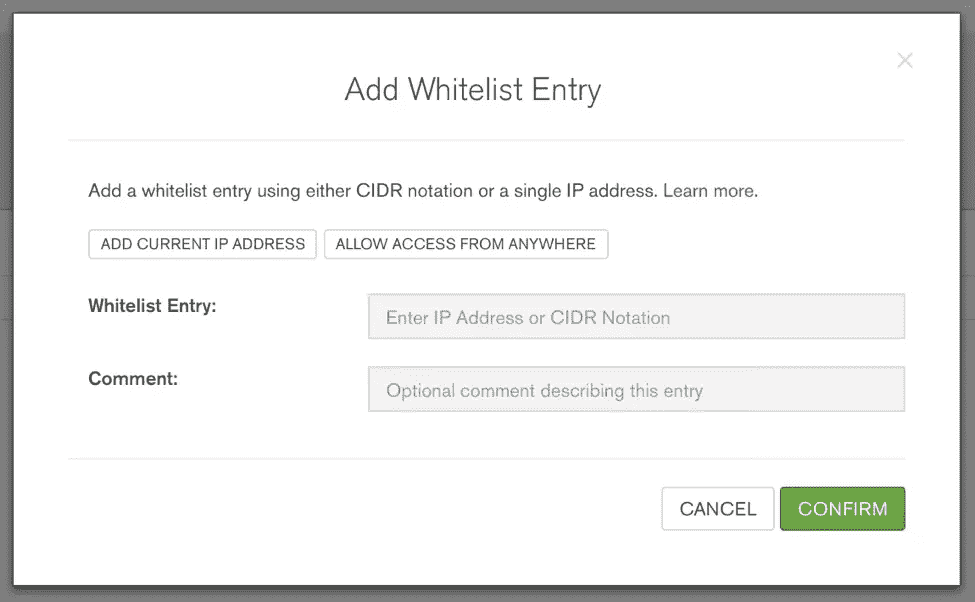 Add Whitelist Entry
Add a whitelist entry using either CIDR notation or a single IP address. Learn more.
ADD CURRENT IP ADDRESS ALLOW ACCESS FROM ANYWHERE
Whitelist Entry: Enter IP Address or CIDR Notation
Comment: Optional comment describing this entry
CANCEL CONFIRM